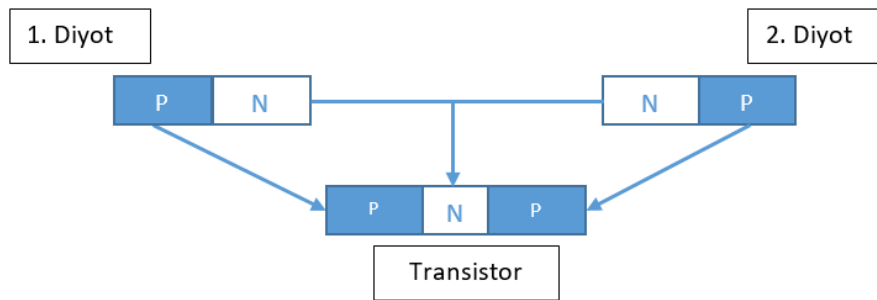 1. Diyot
2. Diyot
P N
N P
P N P
Transistor